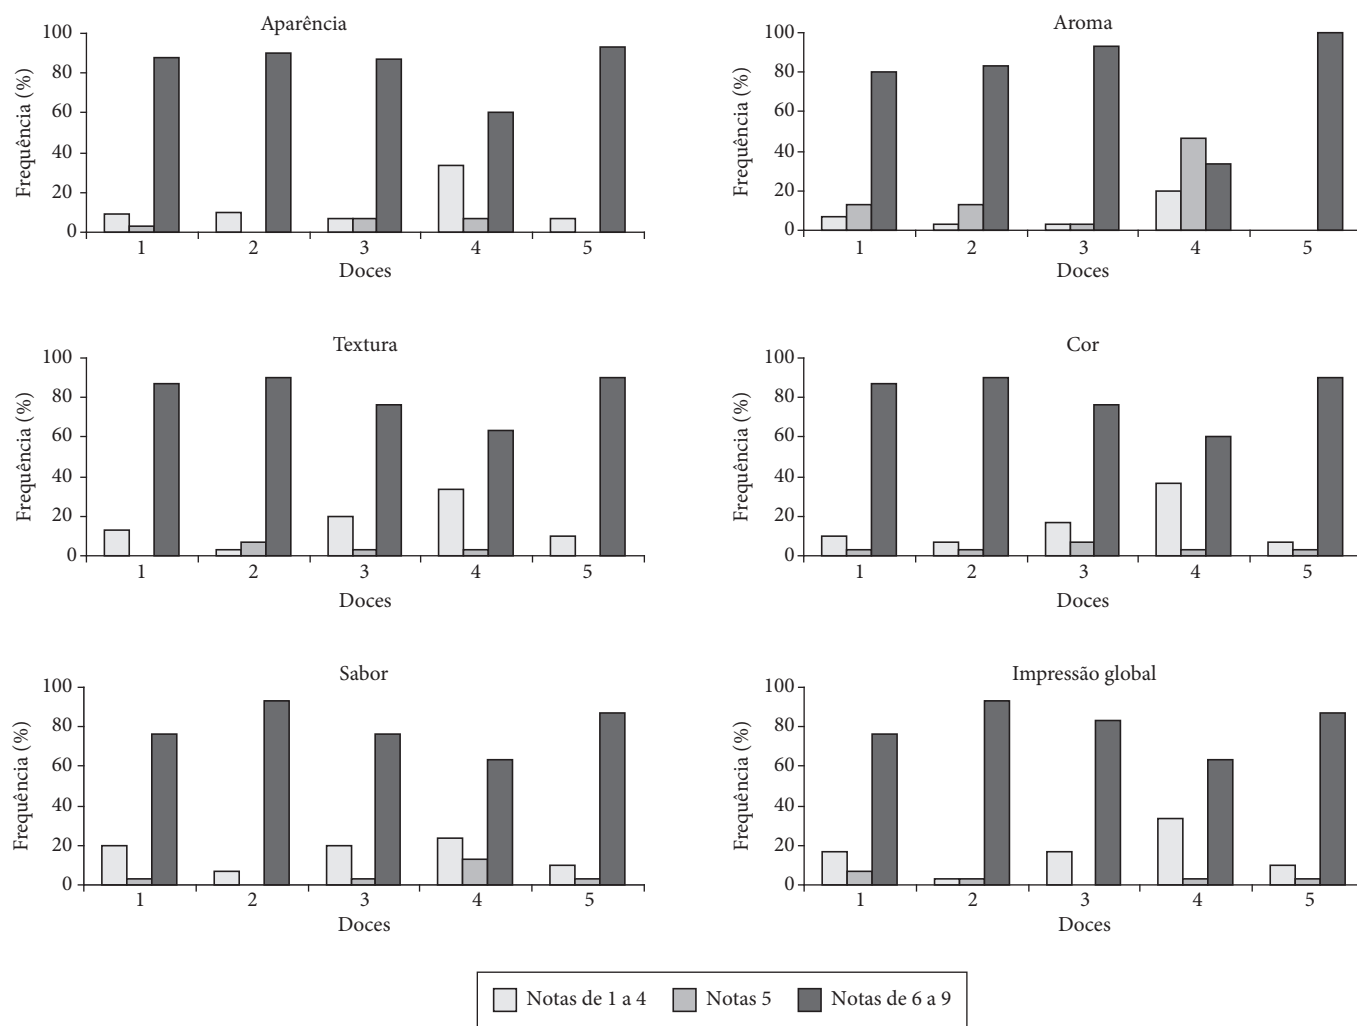 Aparência
Frequência (%)
100
80
60
40
20
0
1 2 3 4 5
Doces
Aroma
Frequência (%)
100
80
60
40
20
0
1 2 3 4 5
Doces
Textura
Frequência (%)
100
80
60
40
20
0
1 2 3 4 5
Doces
Cor
Frequência (%)
100
80
60
40
20
0
1 2 3 4 5
Doces
Sabor
Frequência (%)
100
80
60
40
20
0
1 2 3 4 5
Doces
Impressão global
Frequência (%)
100
80
60
40
20
0
1 2 3 4 5
Doces
Notas de 1 a 4 Notas 5 Notas de 6 a 9